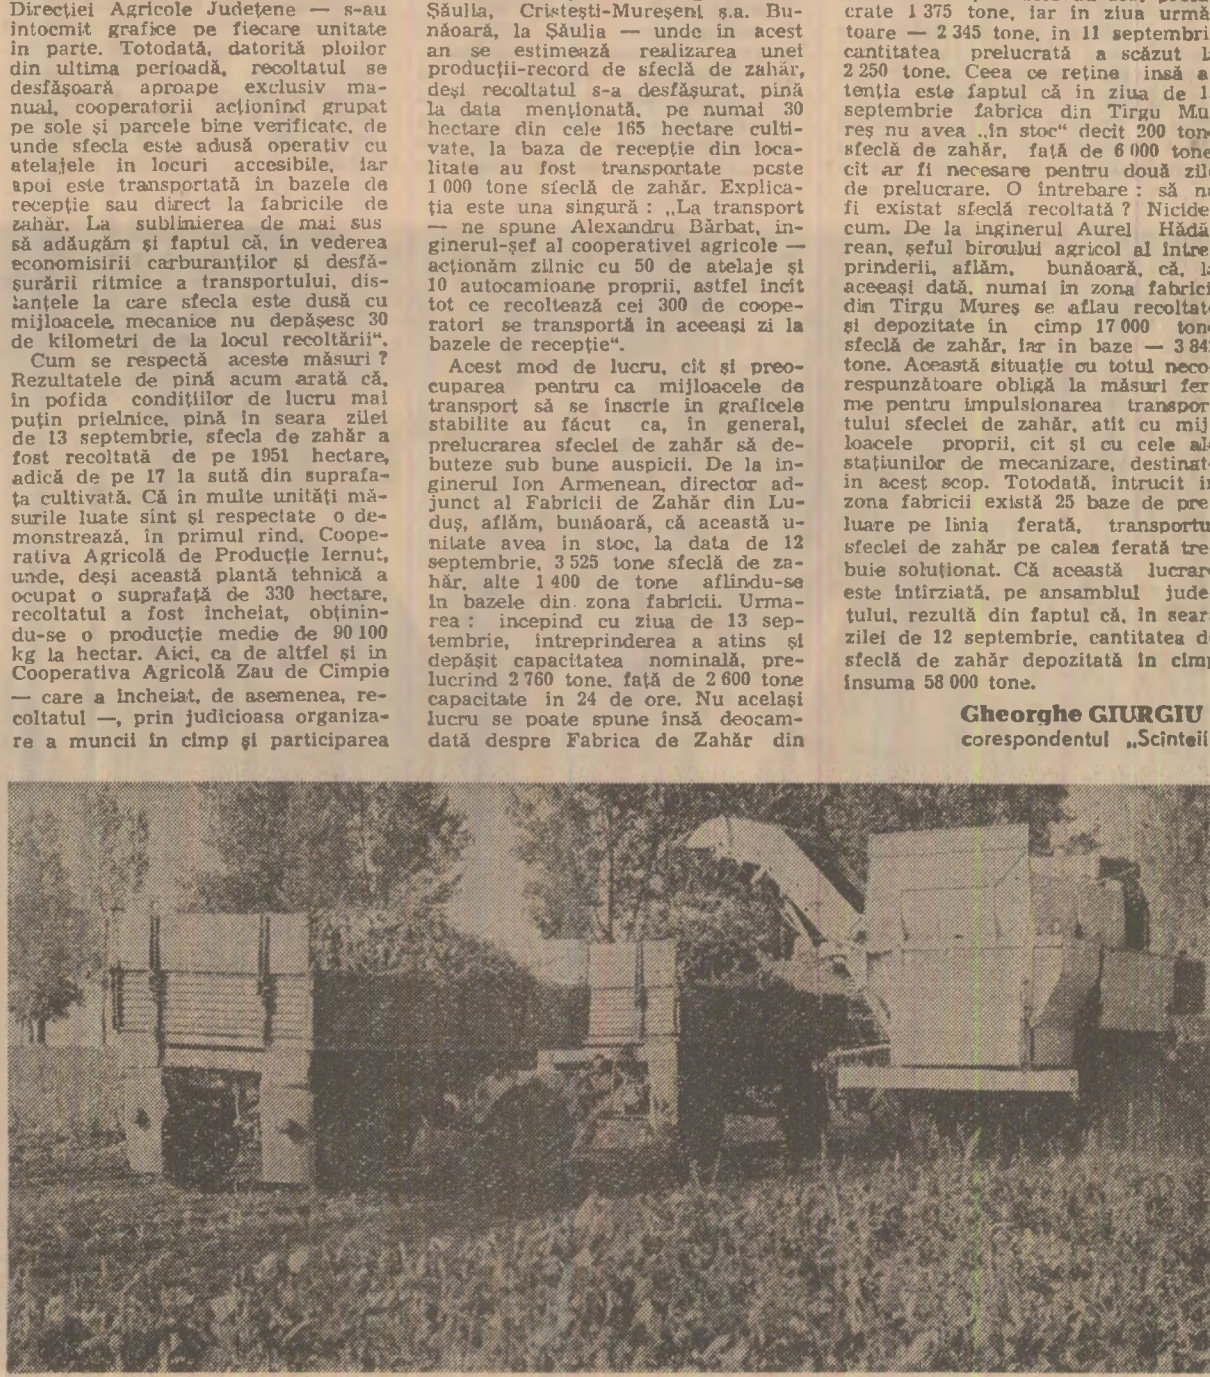 Direcției Agricole Județene — s-au
întocmit grafice pe fiecare unitate
în parte. Totodată, datorită ploilor
din ultima perioadă, recoltatul se
desfășoară aproape exclusiv ma-
nual, cooperatorii acționînd grupat
pe sole și parcele bine verificate, de
unde sfecla este adusă operativ cu
atelajele în locuri accesibile, iar
apoi este transportată în bazele de
recepție sau direct la fabricile de
zahăr. La sublinierea de mai sus
să adăugăm și faptul că, în vederea
economisirii carburanților și desfă-
șurării ritmice a transportului, dis-
tanțele la care sfecla este dusă cu
mijloacele mecanice nu depășesc 30
de kilometri de la locul recoltării“.
Cum se respectă aceste măsuri ?
Rezultatele de pînă acum arată că,
în pofida condițiilor de lucru mai
puțin prielnice, pînă în seara zilei
de 13 septembrie, sfecla de zahăr a
fost recoltată de pe 1951 hectare,
adică de pe 17 la sută din suprafa-
ța cultivată. Că în multe unități mă-
surile luate sînt și respectate o de-
monstrează, în primul rînd, Coope-
rativa Agricolă de Producție Iernut,
unde, deși această plantă tehnică a
ocupat o suprafață de 330 hectare,
recoltatul a fost încheiat, obținin-
du-se o producție medie de 90 100
kg la hectar. Aici, ca de altfel și în
Cooperativa Agricolă Zau de Cîmpie
— care a încheiat, de asemenea, re-
coltatul —, prin judicioasa organiza-
re a muncii în cîmp și participarea
Șăulia, Cristești-Mureșeni ș.a. Bu-
năoară, la Șăulia — unde în acest
an se estimează realizarea unei
producții-record de sfeclă de zahăr,
deși recoltatul s-a desfășurat, pînă
la data menționată, pe numai 30
hectare din cele 165 hectare culti-
vate, la baza de recepție din loca-
litate au fost transportate peste
1 000 tone sfeclă de zahăr. Explica-
ția este una singură : „La transport
— ne spune Alexandru Bărbat, in-
ginerul-șef al cooperativei agricole —
acționăm zilnic cu 50 de atelaje și
10 autocamioane proprii, astfel încît
tot ce recoltează cei 300 de coope-
ratori se transportă în aceeași zi la
bazele de recepție“.
Acest mod de lucru, cît și preo-
cuparea pentru ca mijloacele de
transport să se înscrie în graficele
stabilite au făcut ca, în general,
prelucrarea sfeclei de zahăr să de-
buteze sub bune auspicii. De la in-
ginerul Ion Armenean, director ad-
junct al Fabricii de Zahăr din Lu-
duș, aflăm, bunăoară, că această u-
nitate avea în stoc, la data de 12
septembrie, 3 525 tone sfeclă de za-
hăr, alte 1 400 de tone aflîndu-se
în bazele din zona fabricii. Urma-
rea : începind cu ziua de 13 sep-
tembrie, întreprinderea a atins și
depășit capacitatea nominală, pre-
lucrind 2 760 tone, față de 2 600 tone
capacitate în 24 de ore. Nu același
lucru se poate spune însă deocam-
dată despre Fabrica de Zahăr din
crate 1 375 tone, iar în ziua urmă-
toare — 2 345 tone, în 11 septembri
cantitatea prelucrată a scăzut l
2 250 tone. Ceea ce reține însă a
tenția este faptul că în ziua de 1
septembrie fabrica din Tîrgu Mu
reș nu avea „în stoc“ decît 200 ton
sfeclă de zahăr, față de 6 000 tone
cît ar fi necesare pentru două zil
de prelucrare. O întrebare : să n
fi existat sfeclă recoltată ? Nicide
cum. De la inginerul Aurel Hădă
rean, șeful biroului agricol al între
prinderii, aflăm, bunăoară, că, l
aceeași dată, numai în zona fabrici
din Tîrgu Mureș se aflau recoltat
și depozitate în cîmp 17 000 ton
sfeclă de zahăr, iar în baze — 3 84
tone. Această situație cu totul neco-
respunzătoare obligă la măsuri fer
me pentru impulsionarea transpor
tului sfeclei de zahăr, atît cu mij
loacele proprii, cît și cu cele al
stațiunilor de mecanizare, destinat
în acest scop. Totodată, întrucît î
zona fabricii există 25 baze de pre
luare pe linia ferată, transportu
sfeclei de zahăr pe calea ferată tre
buie soluționat. Că această lucrar
este întîrziată, pe ansamblul jude
tului, rezultă din faptul că, în sear
zilei de 12 septembrie, cantitatea d
sfeclă de zahăr depozitată în cîmp
însuma 58 000 tone.
Gheorghe GIURGIU
corespondentul „Scînteii